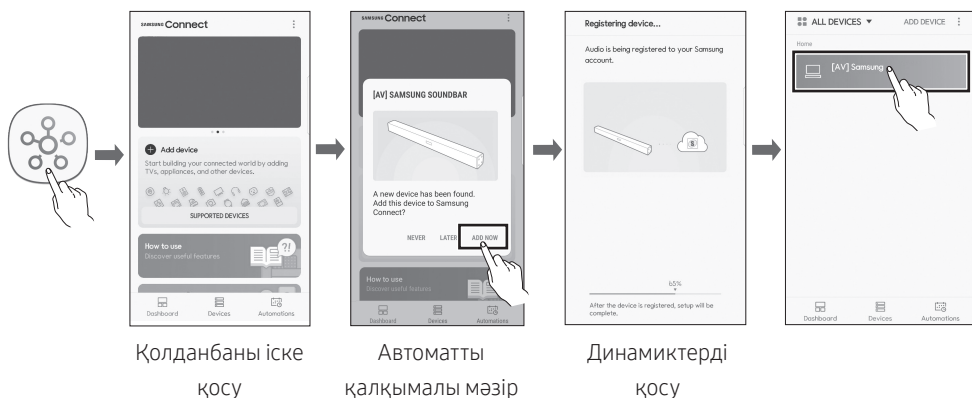 SAMSUNG Connect
Add device
Start building your connected world by adding
TVs, appliances, and other devices.
SUPPORTED DEVICES
How to use
Discover useful features
?!
Dashboard
Devices
Automations
Қолданбаны іске
қосу
SAMSUNG Connect
[AV] SAMSUNG SOUNDBAR
A new device has been found.
Add this device to Samsung
Connect?
NEVER
LATER
ADD NOW
How to use
Discover useful features
Dashboard
Devices
Automations
Автоматты
қалқымалы мәзір
Registering device...
Audio is being registered to your Samsung
account.
65%
After the device is registered, setup will be
complete.
Динамиктерді
қосу
ALL DEVICES
ADD DEVICE
Home
[AV] Samsung
Dashboard
Devices
Automations